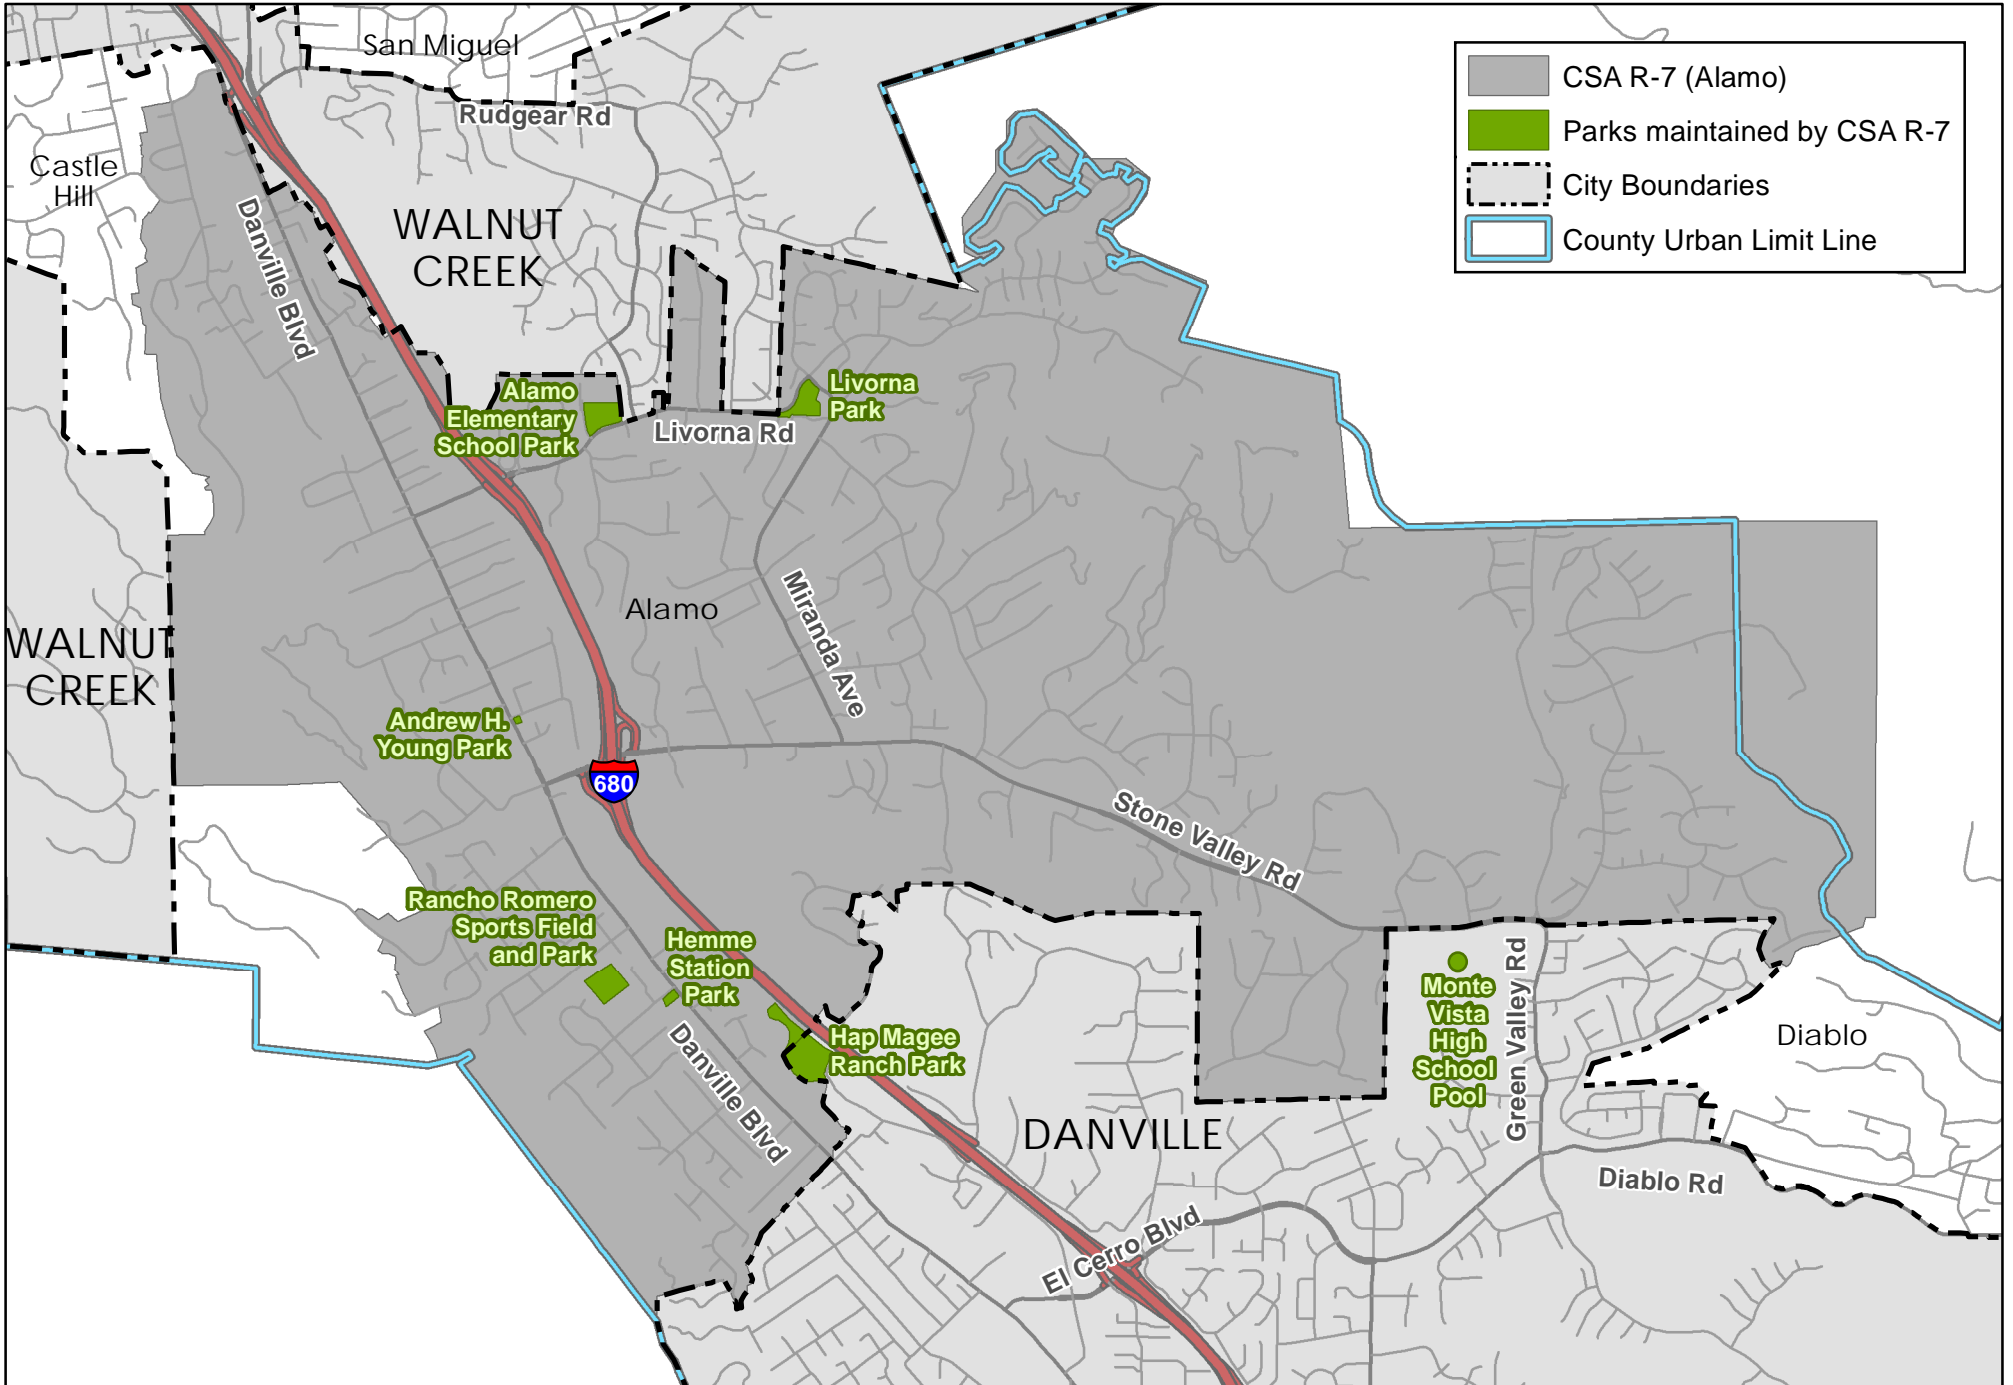 San Miguel
CSA R-7 (Alamo)
Parks maintained by CSA R-7
City Boundaries
County Urban Limit Line
Rudgear Rd
Castle
Hill
WALNUT
CREEK
Danville Blvd
Alamo
Elementary
School Park
Livorna
Park
Livorna Rd
Alamo
Miranda Ave
WALNUT
CREEK
Andrew H.
Young Park
680
Stone Valley Rd
Rancho Romero
Sports Field
and Park
Hemme
Station
Park
Hap Magee
Ranch Park
Danville Blvd
Monte
Vista
High
School
Pool
Green Valley Rd
Diablo
DANVILLE
Diablo Rd
El Cerro Blvd